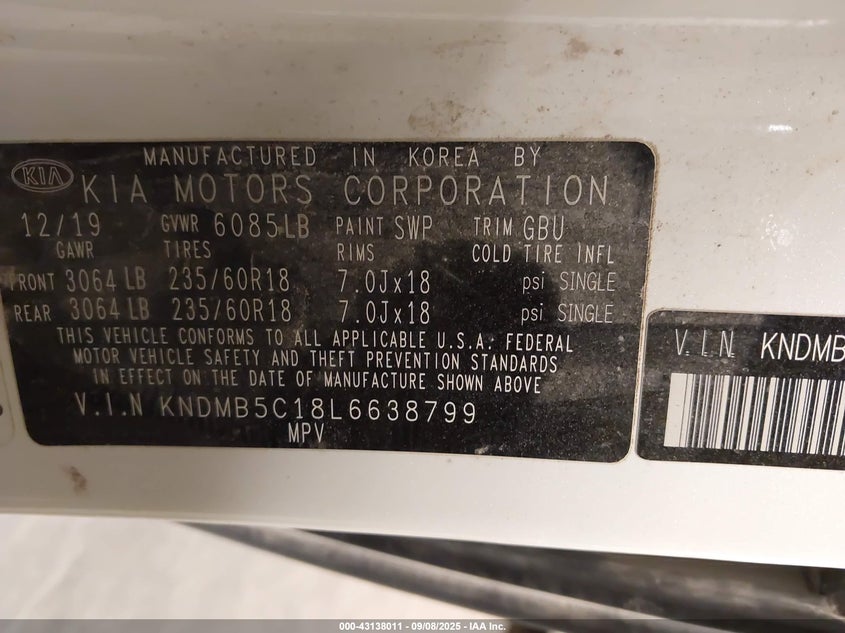 MANUFACTURED IN KOREA BY
KIA KIA MOTORS CORPORATION
12/19 GVWR 6085LB PAINT SWP TRIM GBU
GAWR TIRES RIMS COLD TIRE INFL
FRONT 3064 LB 235/60R18 7.0Jx18 psi SINGLE
REAR 3064 LB 235/60R18 7.0Jx18 psi SINGLE
THIS VEHICLE CONFORMS TO ALL APPLICABLE U.S.A. FEDERAL
MOTOR VEHICLE SAFETY AND THEFT PREVENTION STANDARDS
IN EFFECT ON THE DATE OF MANUFACTURE SHOWN ABOVE
V.I.N KNDMB5C18L6638799
MPV
V.I.N. KNDMB
000-43138011 - 09/08/2025 - IAA Inc.